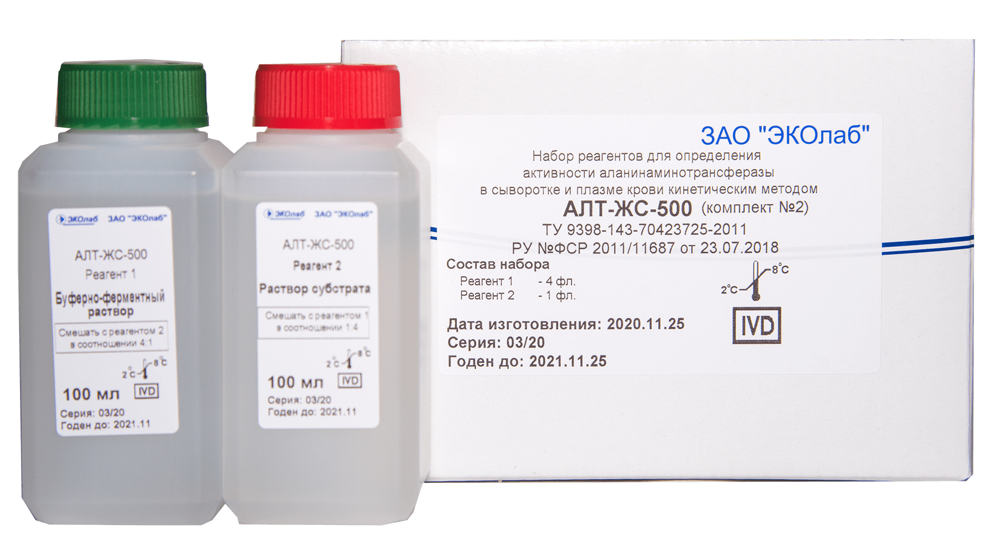 ЭКОлаб ЗАО "ЭКОлаб"
АЛТ-ЖС-500
Реагент 1
Буферно-ферментный
раствор
Смешать с реагентом 2
в соотношении 4:1
8°C
2°C
100 мл IVD
Серия: 03/20
Годен до: 2021.11
ЭКОлаб ЗАО "ЭКОлаб"
АЛТ-ЖС-500
Реагент 2
Раствор субстрата
Смешать с реагентом 1
в соотношении 1:4
8°C
2°C
100 мл IVD
Серия: 03/20
Годен до: 2021.11
ЗАО "ЭКОлаб"
Набор реагентов для определения
активности аланинаминотрансферазы
в сыворотке и плазме крови кинетическим методом
АЛТ-ЖС-500 (комплект №2)
ТУ 9398-143-70423725-2011
РУ №ФСР 2011/11687 от 23.07.2018
Состав набора
Реагент 1 - 4 фл.
Реагент 2 - 1 фл.
8°C
2°C
IVD
Дата изготовления: 2020.11.25
Серия: 03/20
Годен до: 2021.11.25